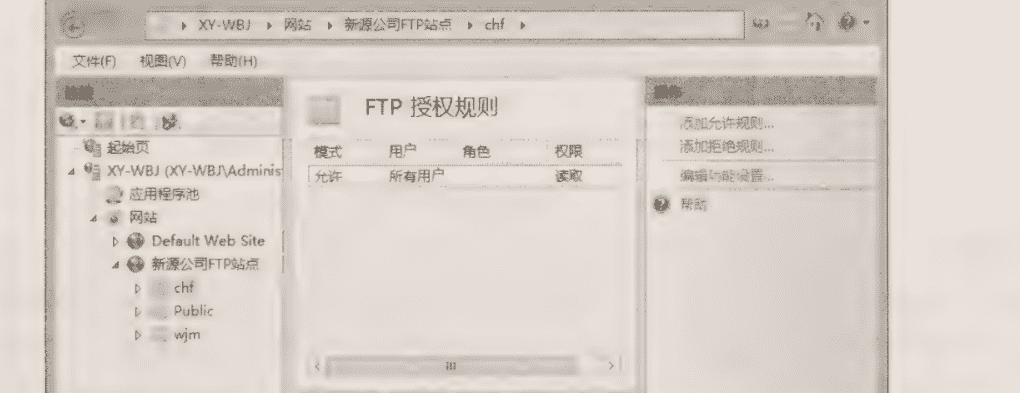 XY-WBJ 网站 新源公司FTP站点 chf
文件(F) 视图(V) 帮助(H)
起始页
XY-WBJ (XY-WBJ\Adminis
应用程序池
网站
Default Web Site
新源公司FTP站点
chf
Public
wjm
FTP 授权规则
模式 用户 角色 权限
允许 所有用户 读取
添加允许规则...
添加拒绝规则...
编辑功能设置...
帮助